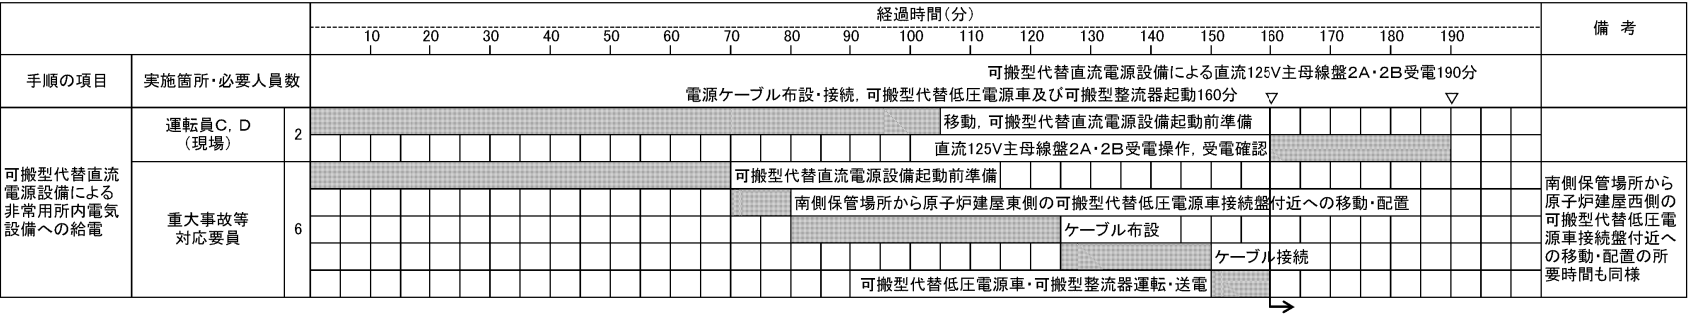 経過時間(分)
備 考
10 20 30 40 50 60 70 80 90 100 110 120 130 140 150 160 170 180 190
手順の項目
実施箇所・必要人員数
可搬型代替直流電源設備による直流125V主母線盤2A・2B受電190分
電源ケーブル布設・接続,可搬型代替低圧電源車及び可搬型整流器起動160分
▽ ▽
可搬型代替直流
電源設備による
非常用所内電気
設備への給電
運転員C,D
(現場)
2
移動,可搬型代替直流電源設備起動前準備
直流125V主母線盤2A・2B受電操作,受電確認
重大事故等
対応要員
6
可搬型代替直流電源設備起動前準備
南側保管場所から原子炉建屋東側の可搬型代替低圧電源車接続盤付近への移動・配置
ケーブル布設
ケーブル接続
可搬型代替低圧電源車・可搬型整流器運転・送電
南側保管場所から
原子炉建屋西側の
可搬型代替低圧電
源車接続盤付近へ
の移動・配置の所
要時間も同様